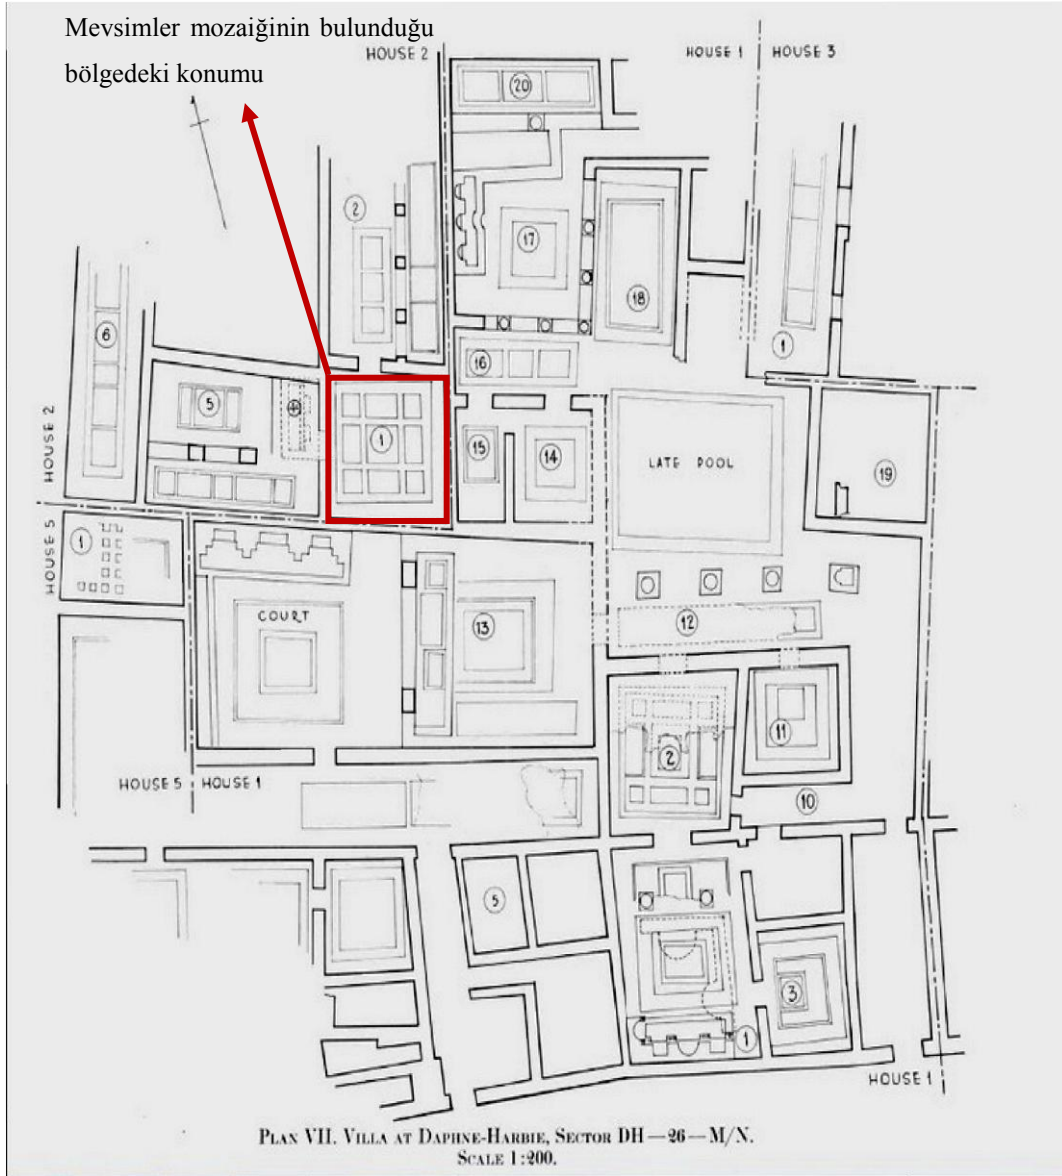 Mevsimler mozaiğinin bulunduğu
bölgedeki konumu
HOUSE 2
HOUSE 1
HOUSE 3
20
2
17
18
6
1
16
5
1
15
14
LATE POOL
19
HOUSE 2
HOUSE 5
1
COURT
13
12
11
2
HOUSE 5
HOUSE 1
10
5
3
1
HOUSE 1
PLAN VII. VILLA AT DAPHNE-HARBIE, SECTOR DH—26—M/N.
SCALE 1:200.